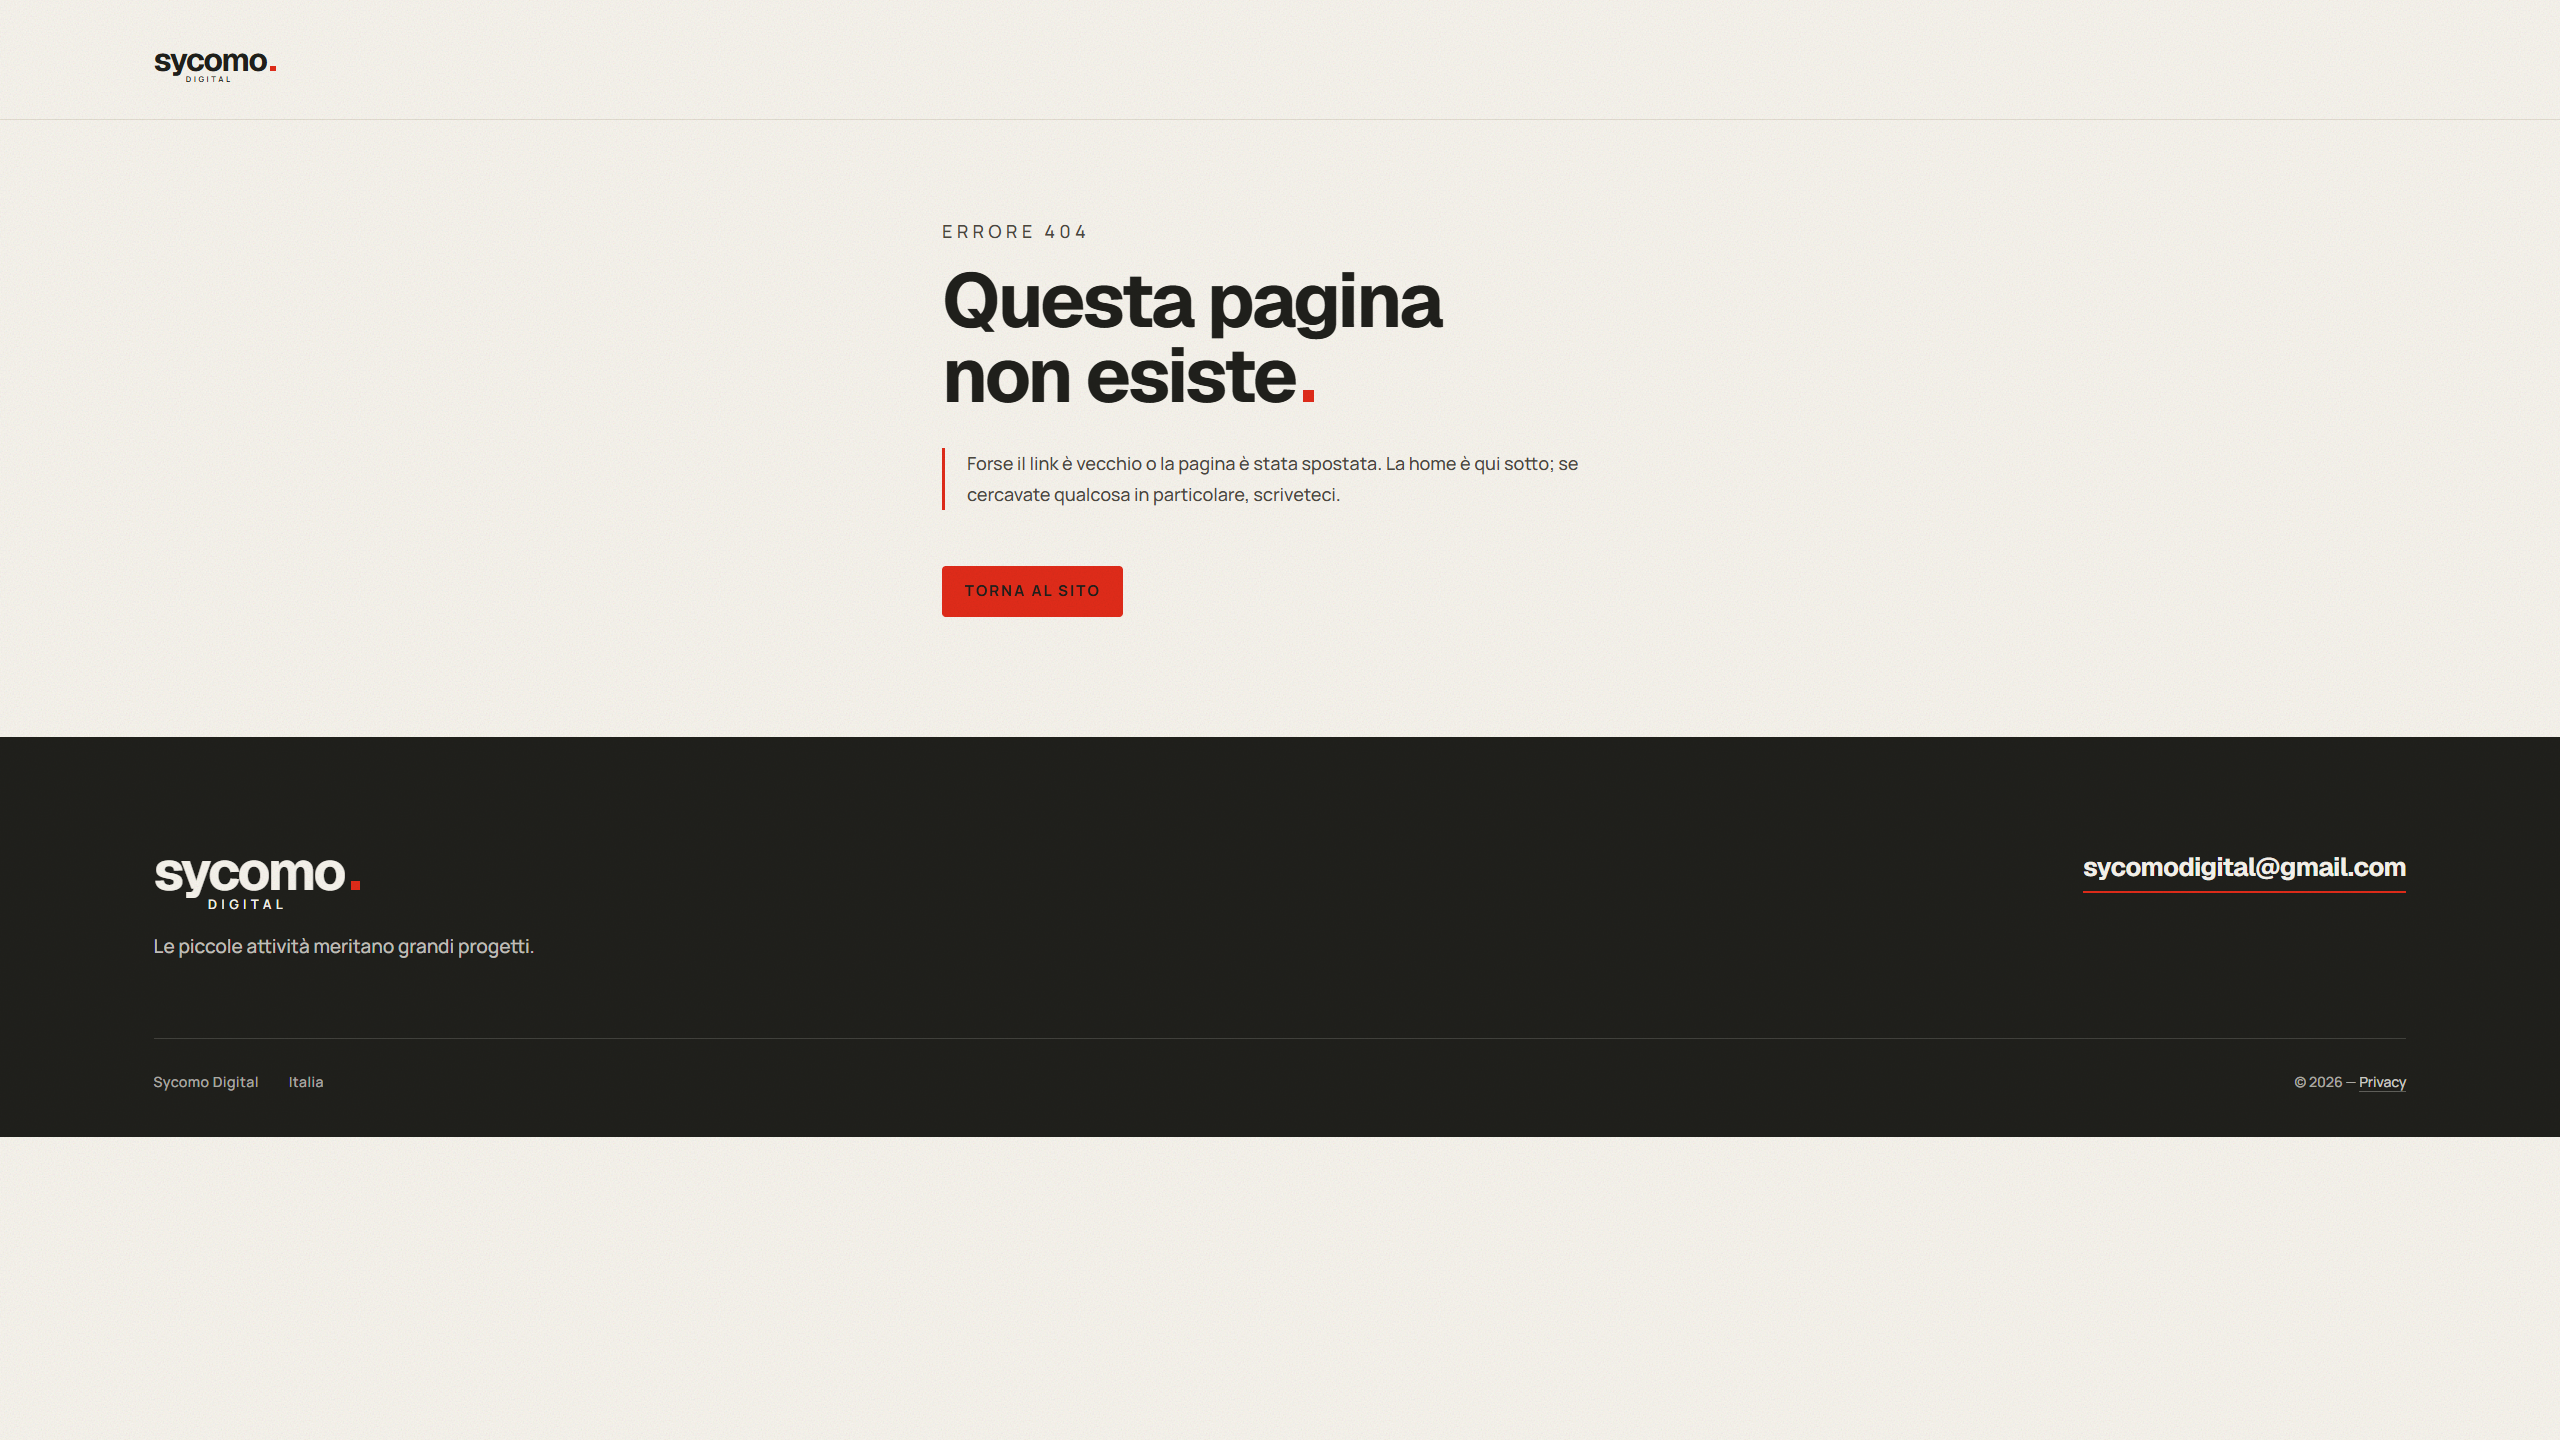 sycomo.
DIGITAL
ERRORE 404
Questa pagina
non esiste.
Forse il link è vecchio o la pagina è stata spostata. La home è qui sotto; se
cercavate qualcosa in particolare, scriveteci.
TORNA AL SITO
sycomo.
DIGITAL
sycomodigital@gmail.com
Le piccole attività meritano grandi progetti.
Sycomo Digital Italia
© 2026 — Privacy